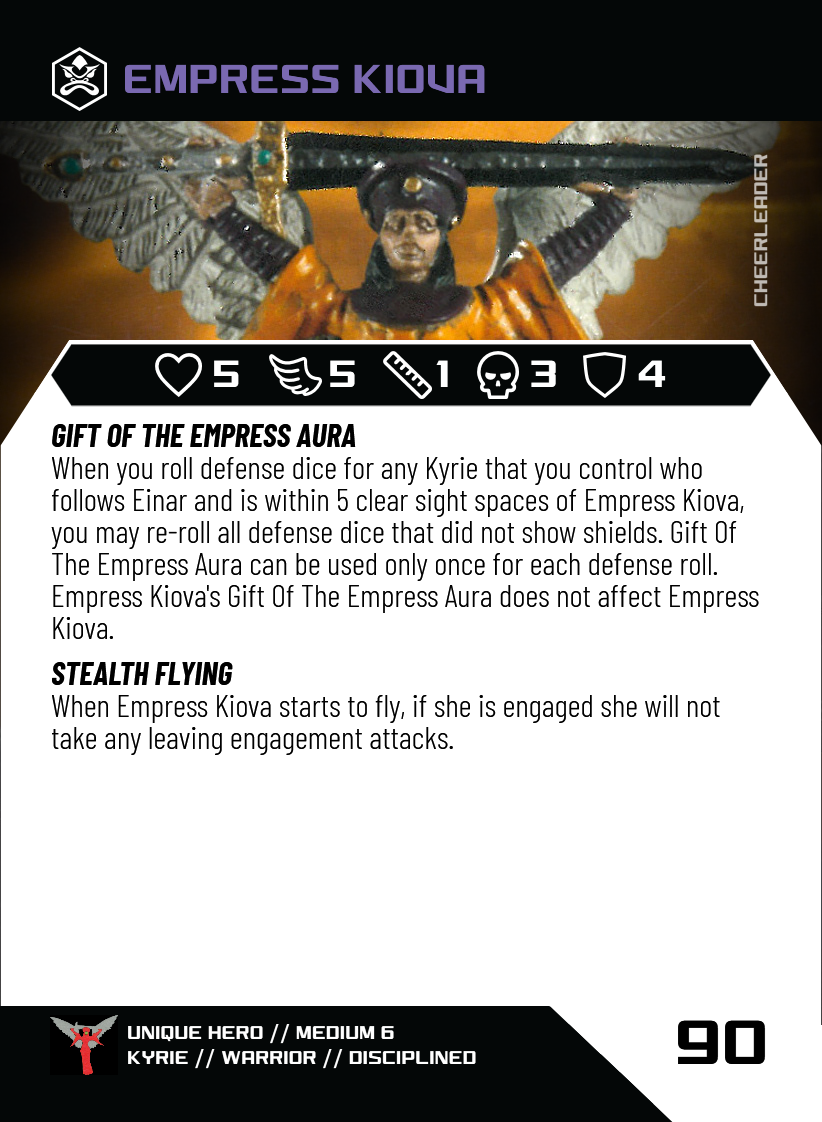 EMPRESS KIOVA
CHEERLEADER
5 5 1 3 4
GIFT OF THE EMPRESS AURA
When you roll defense dice for any Kyrie that you control who
follows Einar and is within 5 clear sight spaces of Empress Kiova,
you may re-roll all defense dice that did not show shields. Gift Of
The Empress Aura can be used only once for each defense roll.
Empress Kiova's Gift Of The Empress Aura does not affect Empress
Kiova.
STEALTH FLYING
When Empress Kiova starts to fly, if she is engaged she will not
take any leaving engagement attacks.
UNIQUE HERO // MEDIUM 6
KYRIE // WARRIOR // DISCIPLINED
90